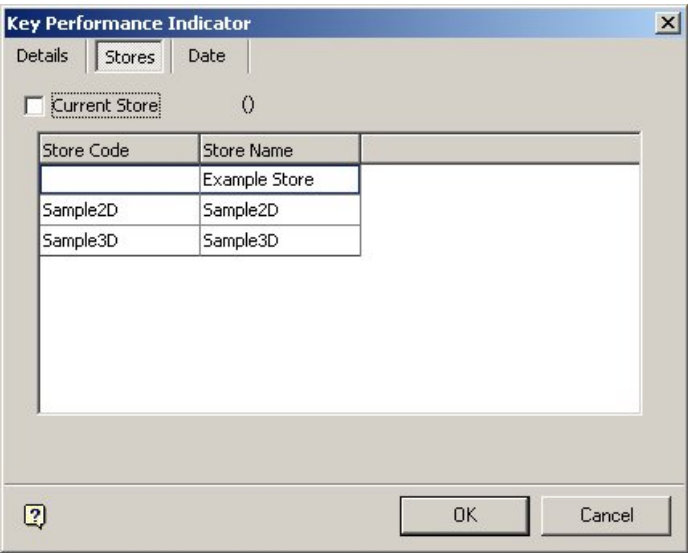 Key Performance Indicator
Details Stores Date
Current Store ()
Store Code Store Name
Example Store
Sample2D Sample2D
Sample3D Sample3D
OK Cancel